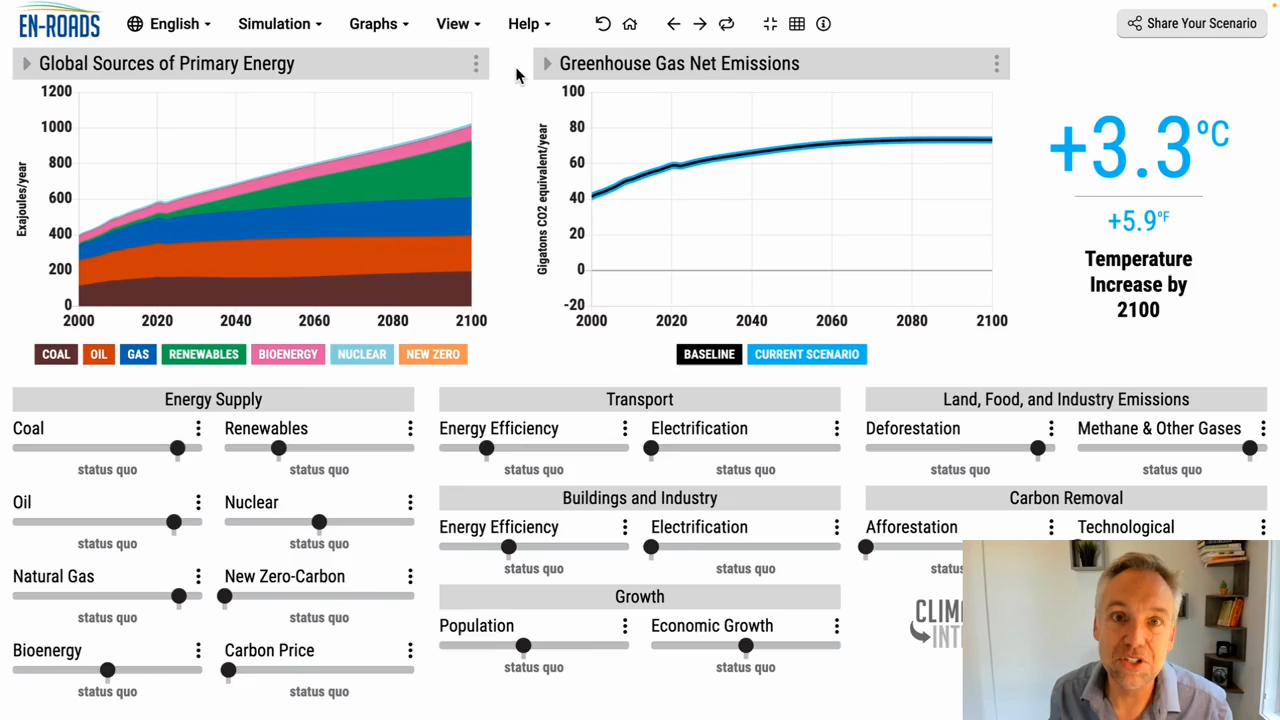 EN-ROADS
English
Simulation
Graphs
View
Help
Share Your Scenario
Global Sources of Primary Energy
Exajoules/year
1200
1000
800
600
400
200
0
2000 2020 2040 2060 2080 2100
COAL OIL GAS RENEWABLES BIOENERGY NUCLEAR NEW ZERO
Greenhouse Gas Net Emissions
Gigatons CO2 equivalent/year
100
80
60
40
20
0
-20
2000 2020 2040 2060 2080 2100
BASELINE CURRENT SCENARIO
+3.3ºC
+5.9ºF
Temperature
Increase by
2100
Energy Supply
Coal
status quo
Renewables
status quo
Oil
status quo
Nuclear
status quo
Natural Gas
status quo
New Zero-Carbon
status quo
Bioenergy
status quo
Carbon Price
status quo
Transport
Energy Efficiency
status quo
Electrification
status quo
Buildings and Industry
Energy Efficiency
status quo
Electrification
status quo
Growth
Population
status quo
Economic Growth
status quo
Land, Food, and Industry Emissions
Deforestation
status quo
Methane & Other Gases
status quo
Carbon Removal
Afforestation
Technological